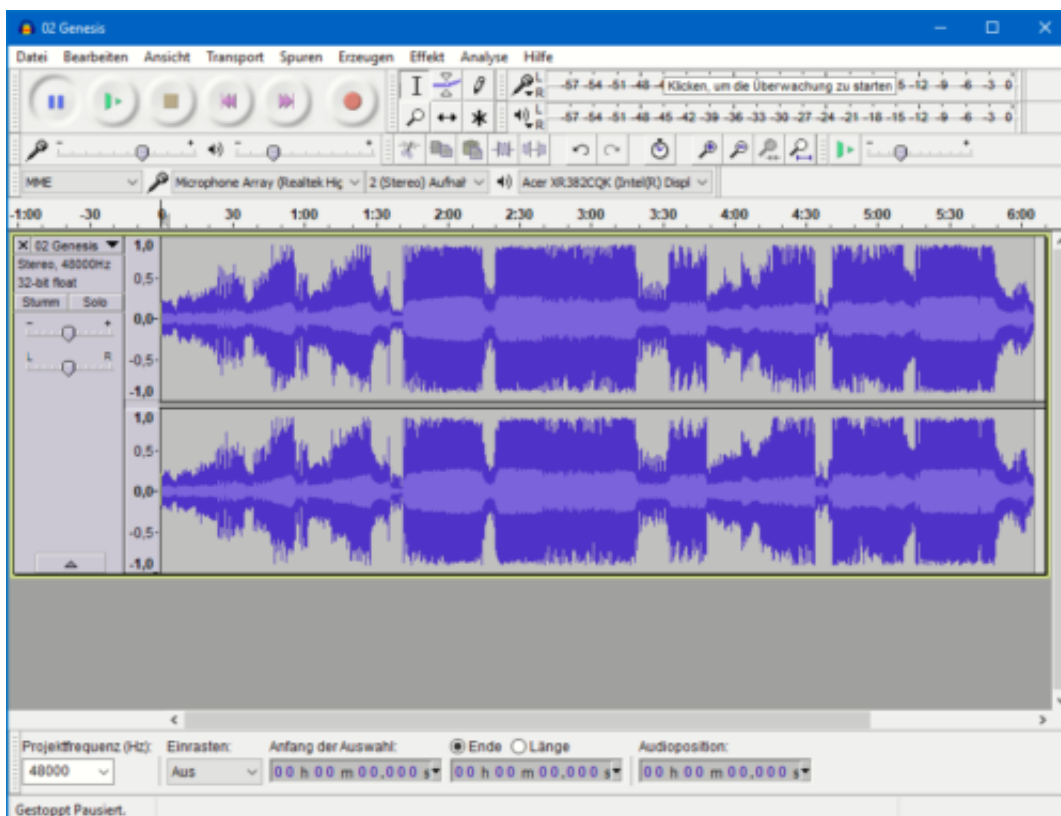 02 Genesis
Datei Bearbeiten Ansicht Transport Spuren Erzeugen Effekt Analyse Hilfe
L R -57 -54 -51 -48 -4 Klicken, um die Überwachung zu starten 5 -12 -9 -6 -3 0
L R -57 -54 -51 -48 -45 -42 -39 -36 -33 -30 -27 -24 -21 -18 -15 -12 -9 -6 -3 0
- + - + - +
MME Microphone Array (Realtek Hig 2 (Stereo) Aufnah Acer XR382CQK (Intel(R) Displ
-1:00 -30 0 30 1:00 1:30 2:00 2:30 3:00 3:30 4:00 4:30 5:00 5:30 6:00
X 02 Genesis 1,0
Stereo, 48000Hz
32-bit float 0,5-
Stumm Solo
- + 0,0-
L R -0,5-
-1,0
1,0
0,5-
0,0-
-0,5-
-1,0
Projektfrequenz (Hz): Einrasten: Anfang der Auswahl: Ende Länge Audioposition:
48000 Aus 00 h 00 m 00,000 s 00 h 00 m 00,000 s 00 h 00 m 00,000 s
Gestoppt Pausiert.